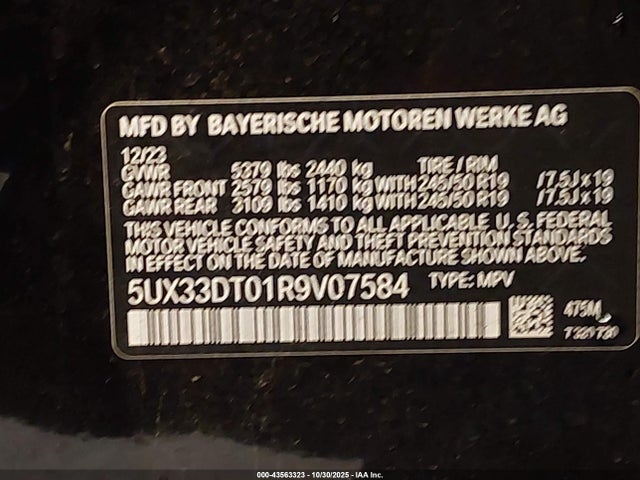 MFD BY BAYERISCHE MOTOREN WERKE AG
12/23
GVWR 5379 lbs 2440 kg TIRE / RIM
GAWR FRONT 2579 lbs 1170 kg WITH 245/50 R19 / 7.5J x 19
GAWR REAR 3109 lbs 1410 kg WITH 245/50 R19 / 7.5J x 19
THIS VEHICLE CONFORMS TO ALL APPLICABLE U. S. FEDERAL
MOTOR VEHICLE SAFETY AND THEFT PREVENTION STANDARDS
IN EFFECT ON THE DATE OF MANUFACTURE SHOWN ABOVE.
5UX33DT01R9V07584 TYPE: MPV
475M
000-43563323 - 10/30/2025 - IAA Inc.